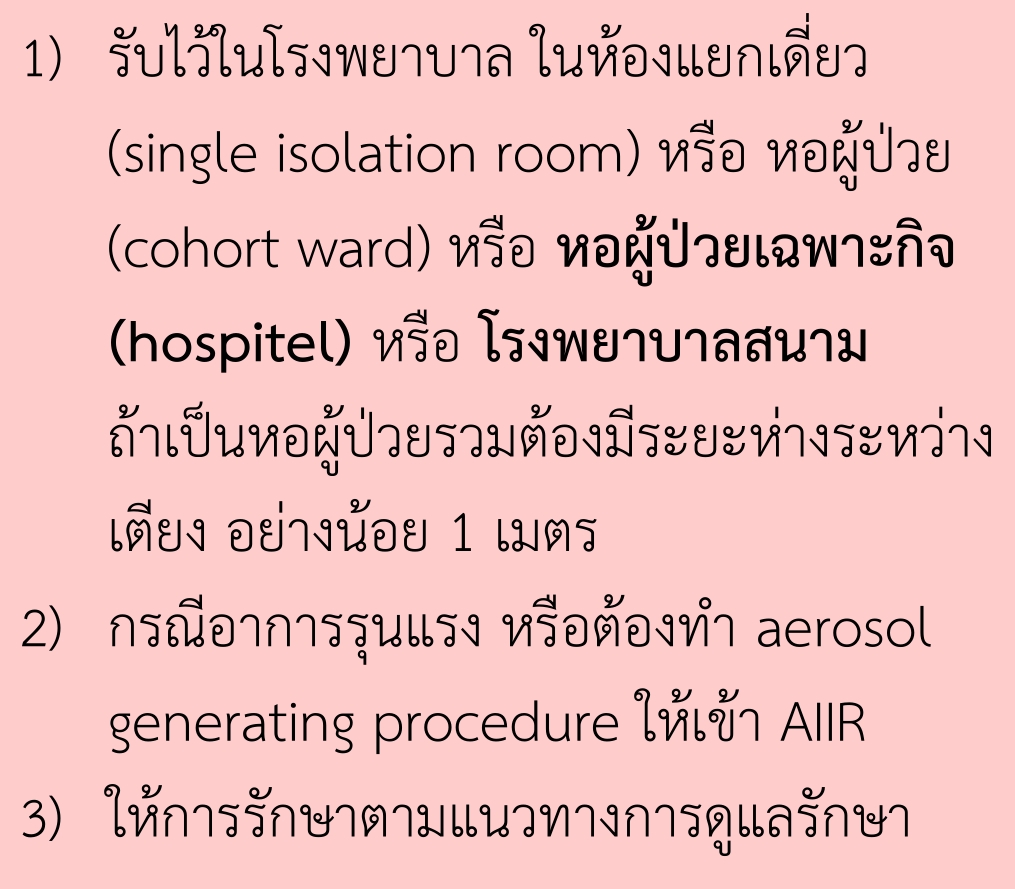 1) รับไว้ในโรงพยาบาล ในห้องแยกเดี่ยว
(single isolation room) หรือ หอผู้ป่วย
(cohort ward) หรือ หอผู้ป่วยเฉพาะกิจ
(hospitel) หรือ โรงพยาบาลสนาม
ถ้าเป็นหอผู้ป่วยรวมต้องมีระยะห่างระหว่าง
เตียง อย่างน้อย 1 เมตร
2) กรณีอาการรุนแรง หรือต้องทำ aerosol
generating procedure ให้เข้า AIIR
3) ให้การรักษาตามแนวทางการดูแลรักษา